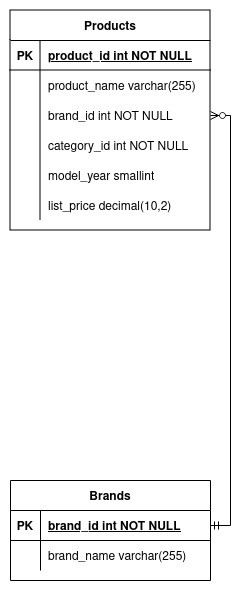 Products
PK product_id int NOT NULL
product_name varchar(255)
brand_id int NOT NULL
category_id int NOT NULL
model_year smallint
list_price decimal(10,2)
Brands
PK brand_id int NOT NULL
brand_name varchar(255)